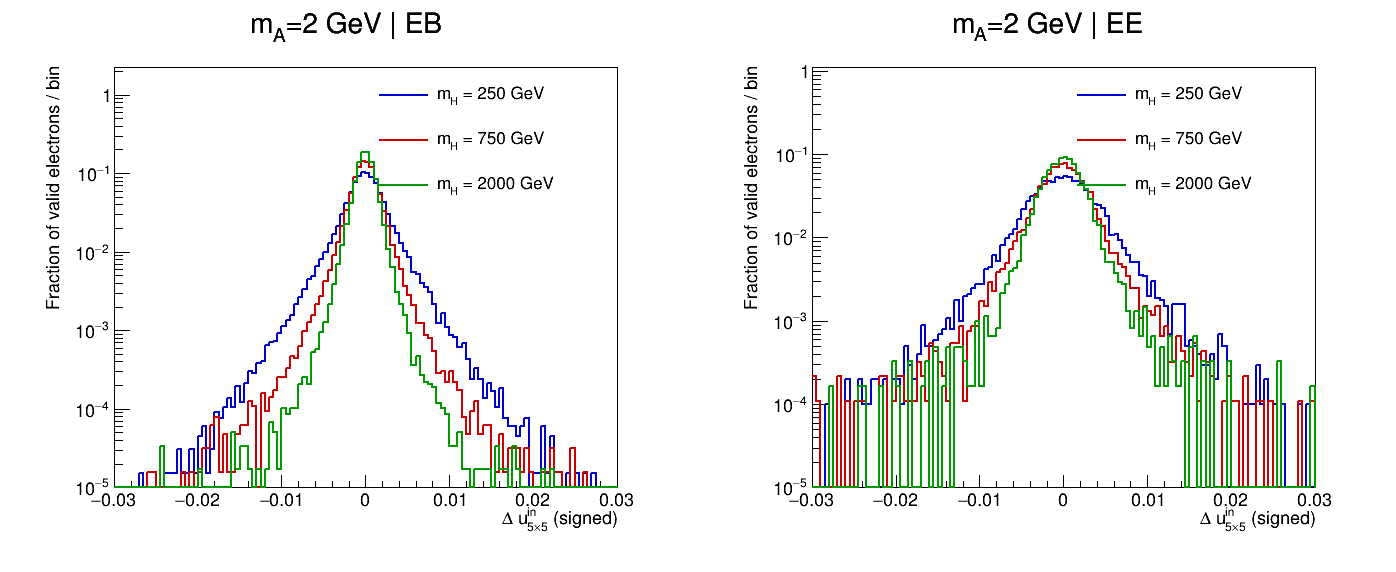 m_A=2 GeV | EB
Fraction of valid electrons / bin
1
10⁻¹
10⁻²
10⁻³
10⁻⁴
10⁻⁵
m_H = 250 GeV
m_H = 750 GeV
m_H = 2000 GeV
−0.03 −0.02 −0.01 0 0.01 0.02 0.03
Δ u^in_5×5 (signed)
m_A=2 GeV | EE
Fraction of valid electrons / bin
1
10⁻¹
10⁻²
10⁻³
10⁻⁴
10⁻⁵
m_H = 250 GeV
m_H = 750 GeV
m_H = 2000 GeV
−0.03 −0.02 −0.01 0 0.01 0.02 0.03
Δ u^in_5×5 (signed)